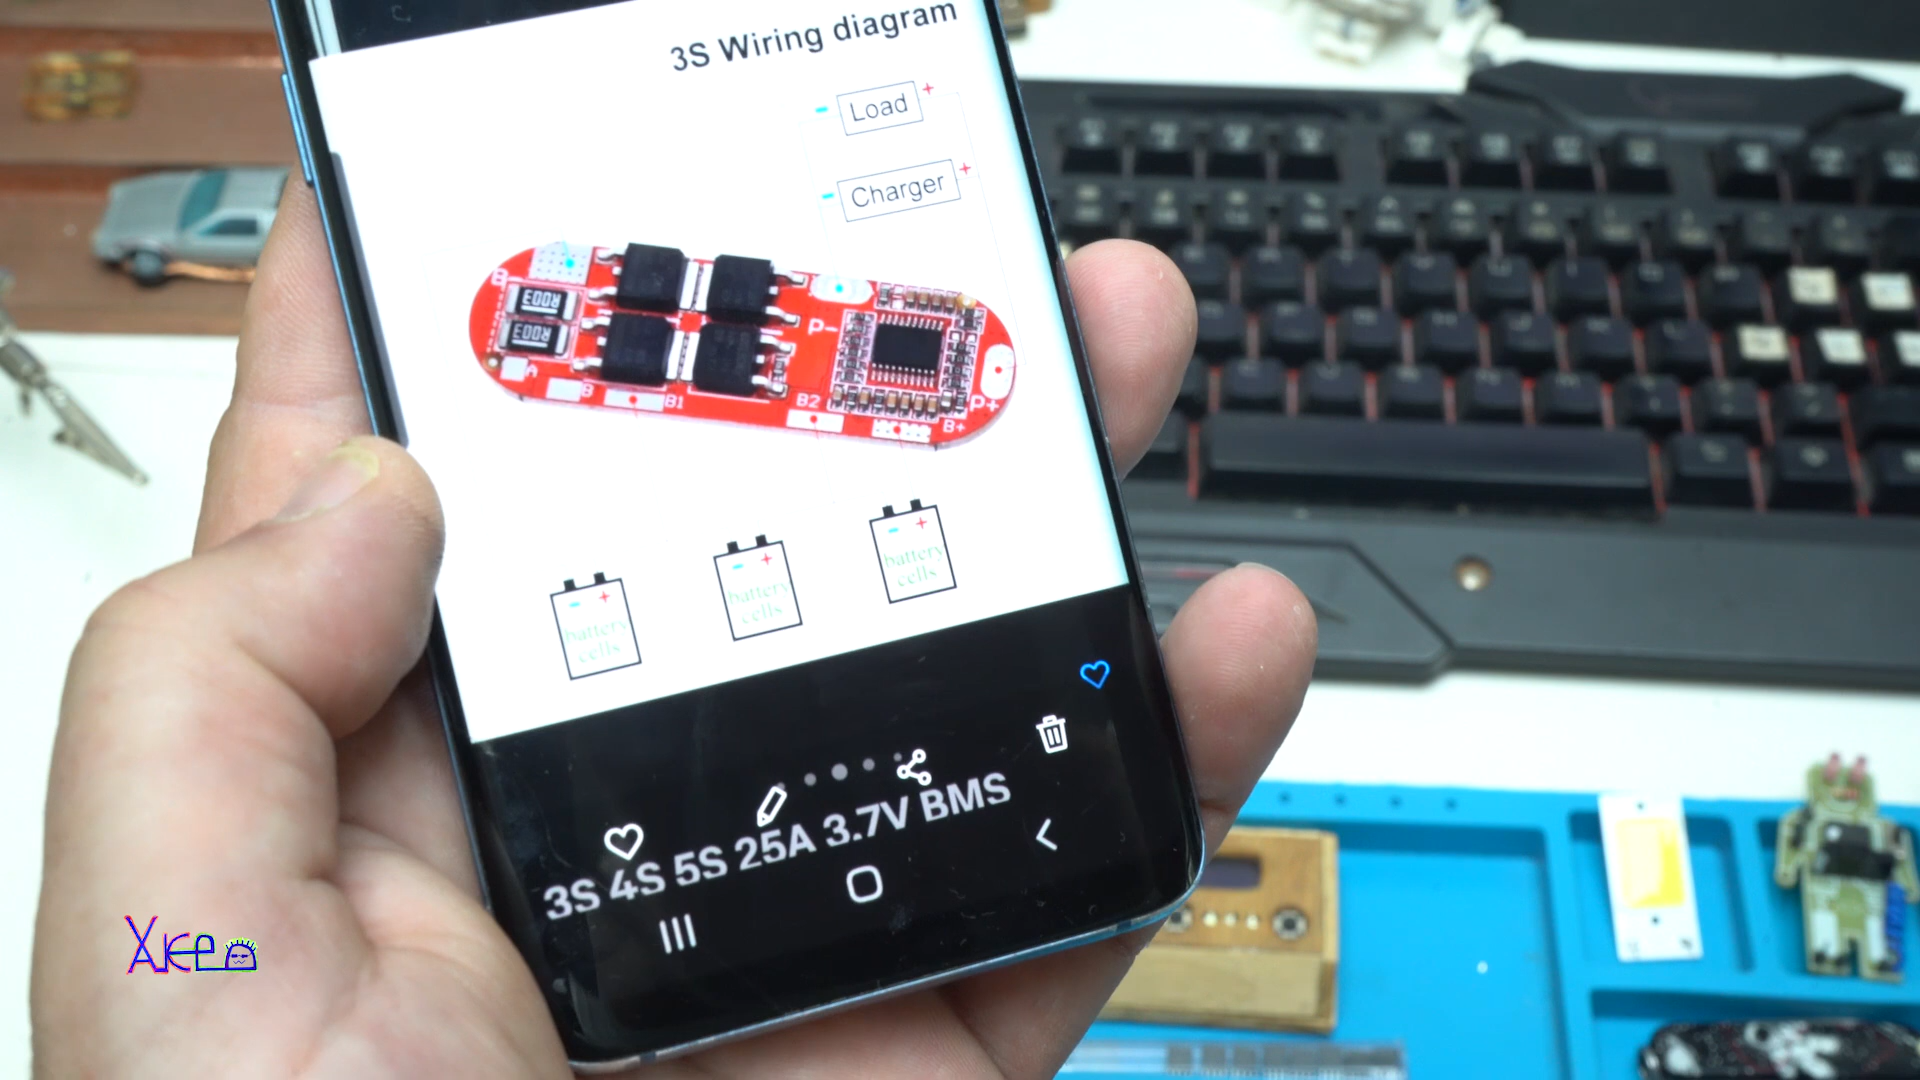 3S Wiring diagram
- Load +
- Charger +
B-
R003
R003
P-
A
B
B1
B2
P+
B+
- +
battery
cells
- +
battery
cells
- +
battery
cells
3S 4S 5S 25A 3.7V BMS